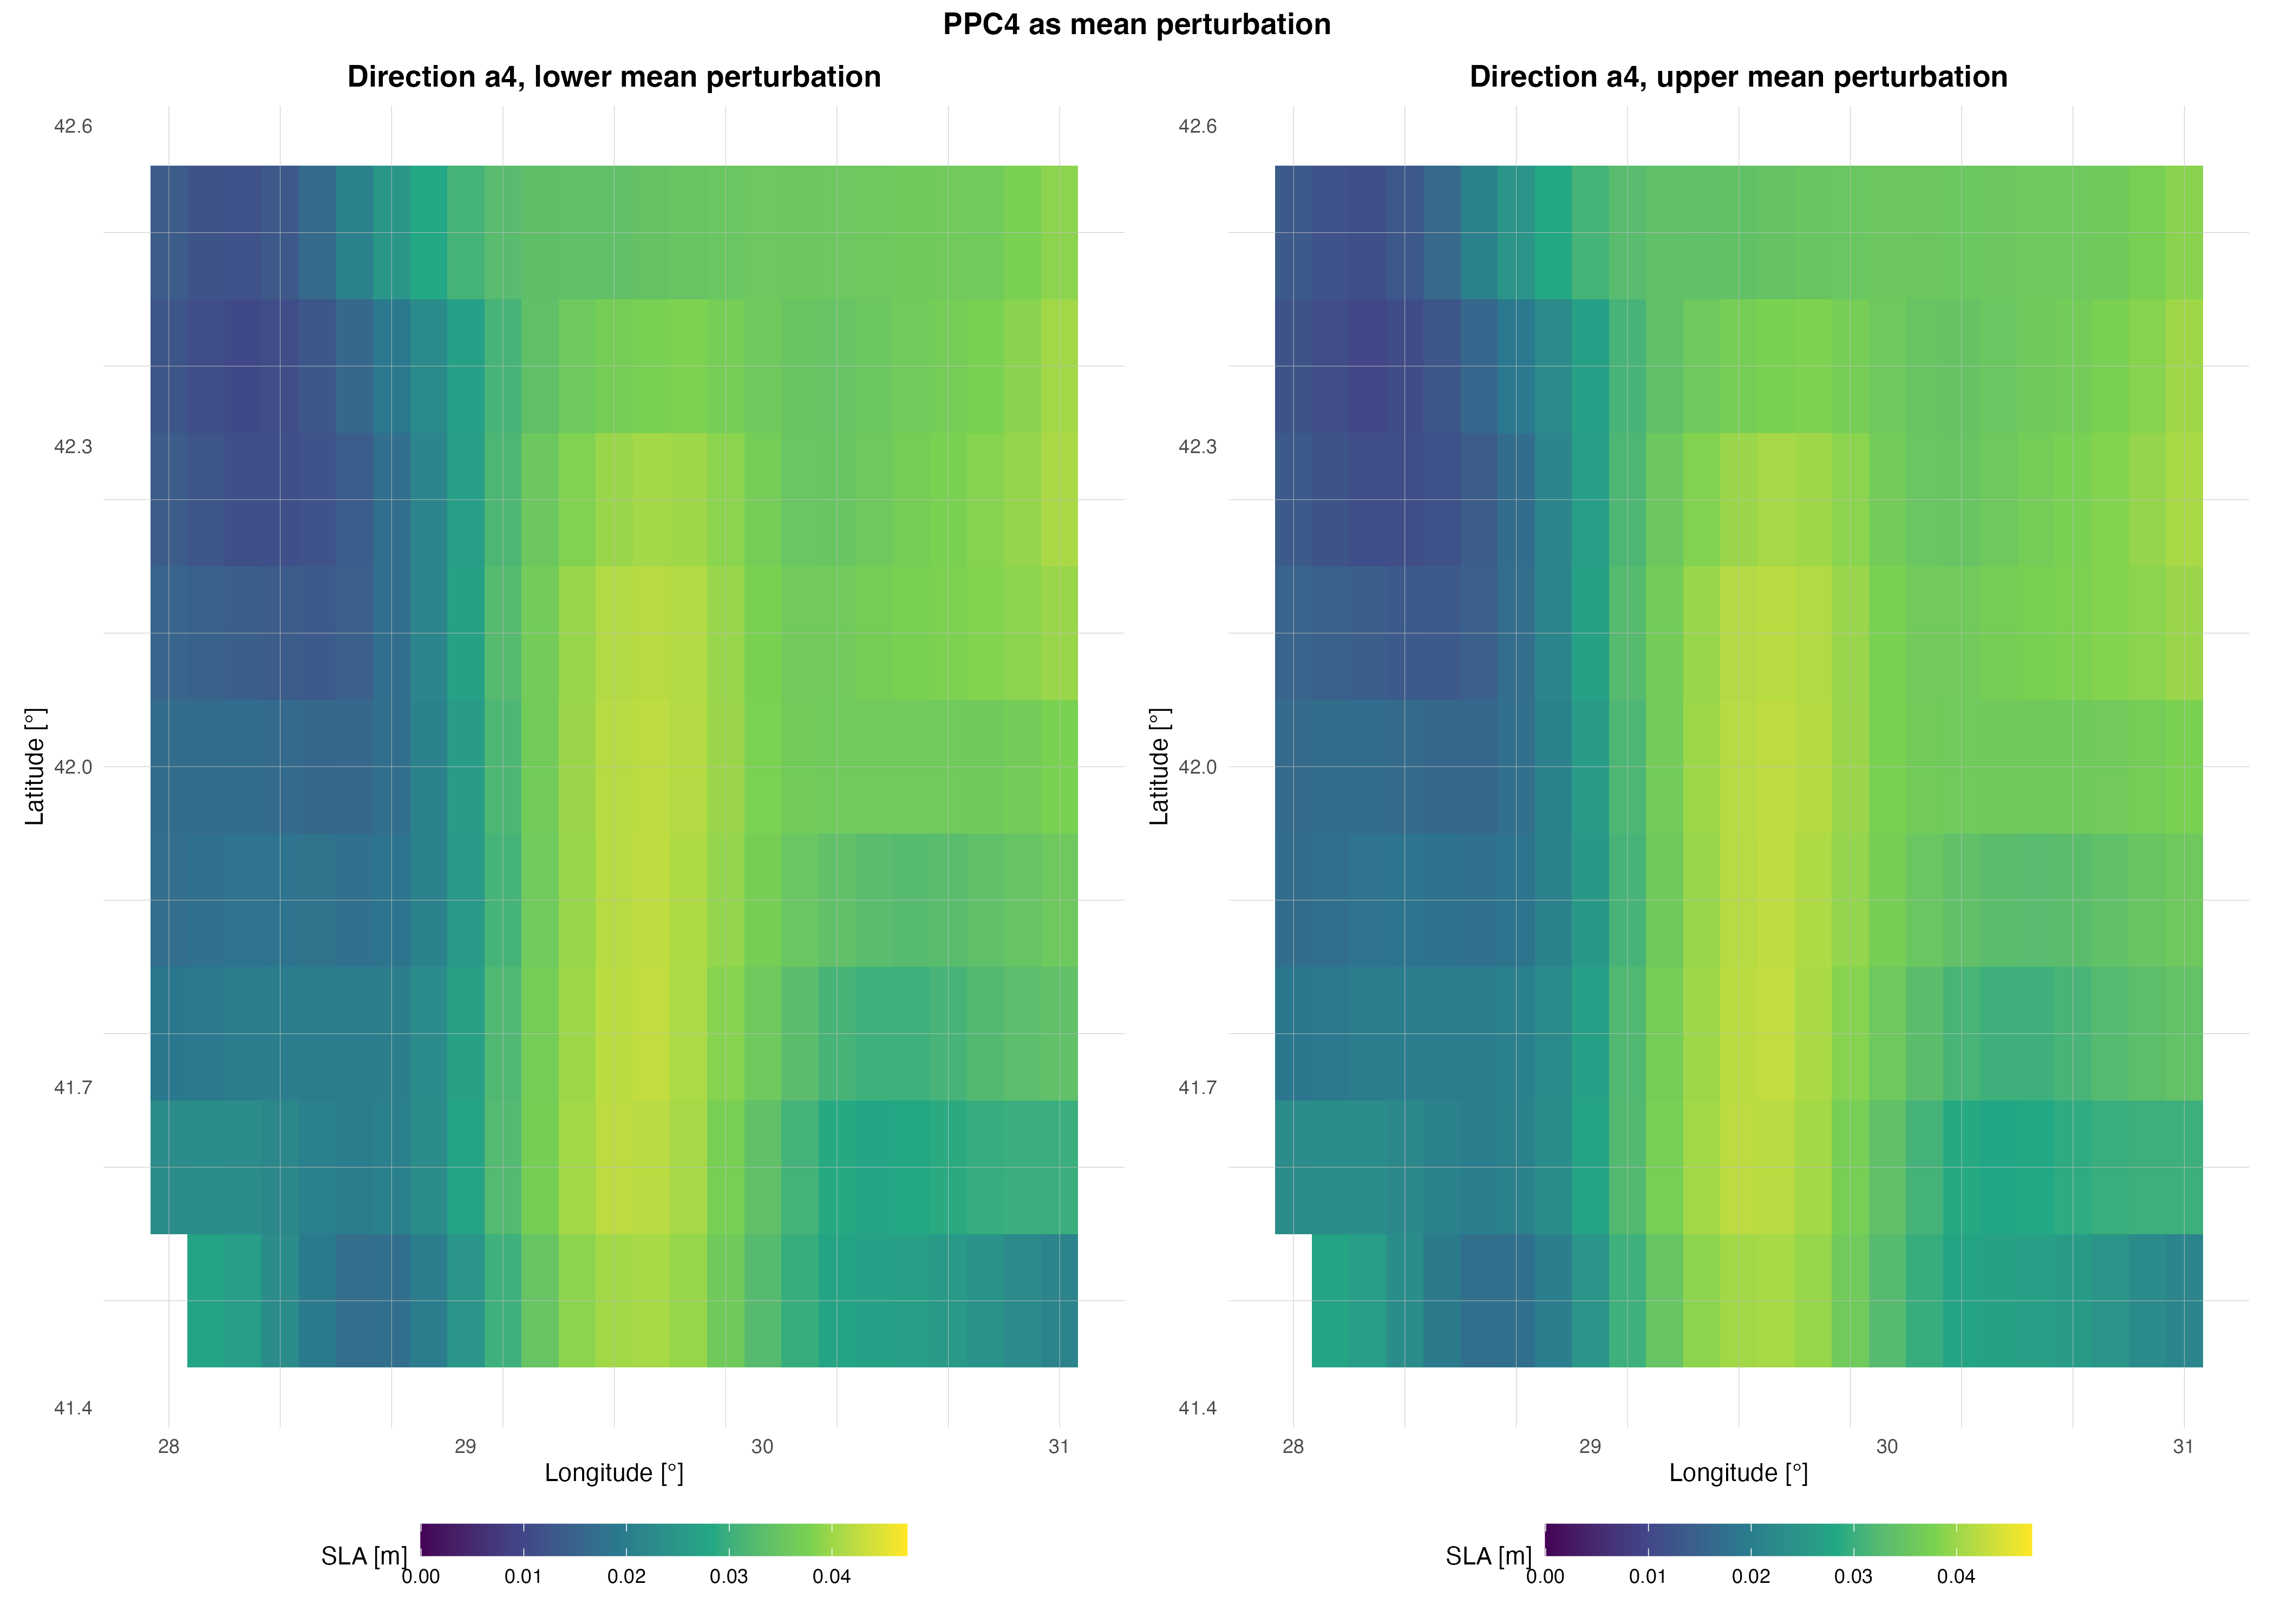 PPC4 as mean perturbation
Direction a4, lower mean perturbation
42.6
42.3
42.0
41.7
41.4
Latitude [°]
28 29 30 31
Longitude [°]
SLA [m]
0.00 0.01 0.02 0.03 0.04
Direction a4, upper mean perturbation
42.6
42.3
42.0
41.7
41.4
Latitude [°]
28 29 30 31
Longitude [°]
SLA [m]
0.00 0.01 0.02 0.03 0.04